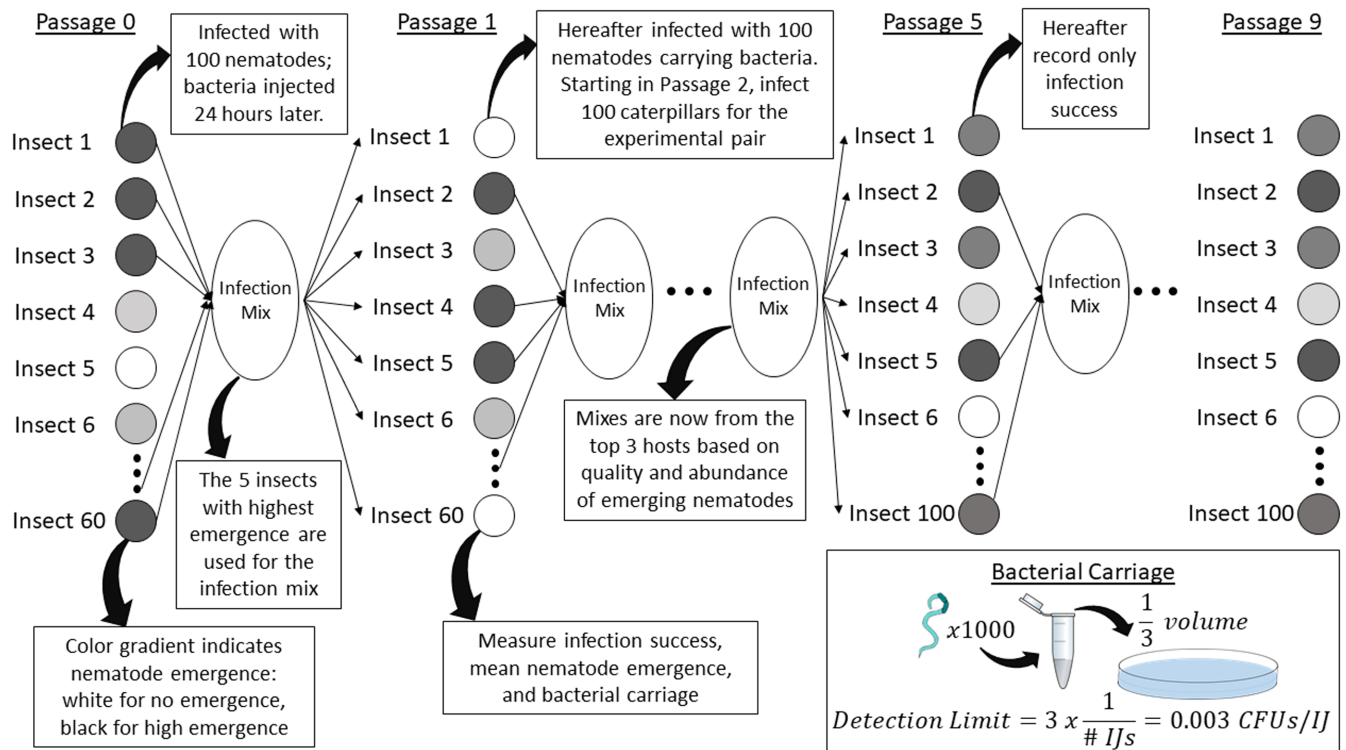 Passage 0
Infected with
100 nematodes;
bacteria injected
24 hours later.
Insect 1
Insect 2
Insect 3
Insect 4
Insect 5
Insect 6
Insect 60
Infection
Mix
The 5 insects
with highest
emergence are
used for the
infection mix
Color gradient indicates
nematode emergence:
white for no emergence,
black for high emergence
Passage 1
Hereafter infected with 100
nematodes carrying bacteria.
Starting in Passage 2, infect
100 caterpillars for the
experimental pair
Insect 1
Insect 2
Insect 3
Insect 4
Insect 5
Insect 6
Insect 60
Infection
Mix
Infection
Mix
Mixes are now from the
top 3 hosts based on
quality and abundance
of emerging nematodes
Measure infection success,
mean nematode emergence,
and bacterial carriage
Passage 5
Hereafter
record only
infection
success
Insect 1
Insect 2
Insect 3
Insect 4
Insect 5
Insect 6
Insect 100
Infection
Mix
Passage 9
Insect 1
Insect 2
Insect 3
Insect 4
Insect 5
Insect 6
Insect 100
Bacterial Carriage
x1000
1/3 volume
Detection Limit = 3 x 1/# IJs = 0.003 CFUs/IJ